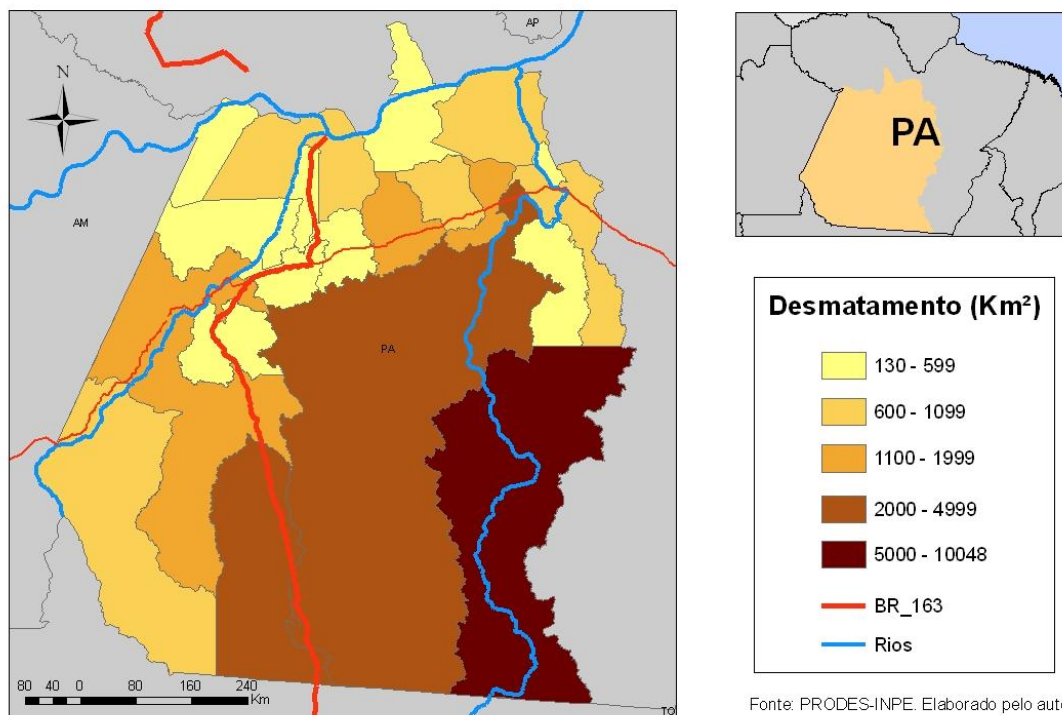 AP
N
AM
PA
80 40 0 80 160 240
Km
TO
PA
Desmatamento (Km²)
130 - 599
600 - 1099
1100 - 1999
2000 - 4999
5000 - 10048
BR_163
Rios
Fonte: PRODES-INPE. Elaborado pelo aut